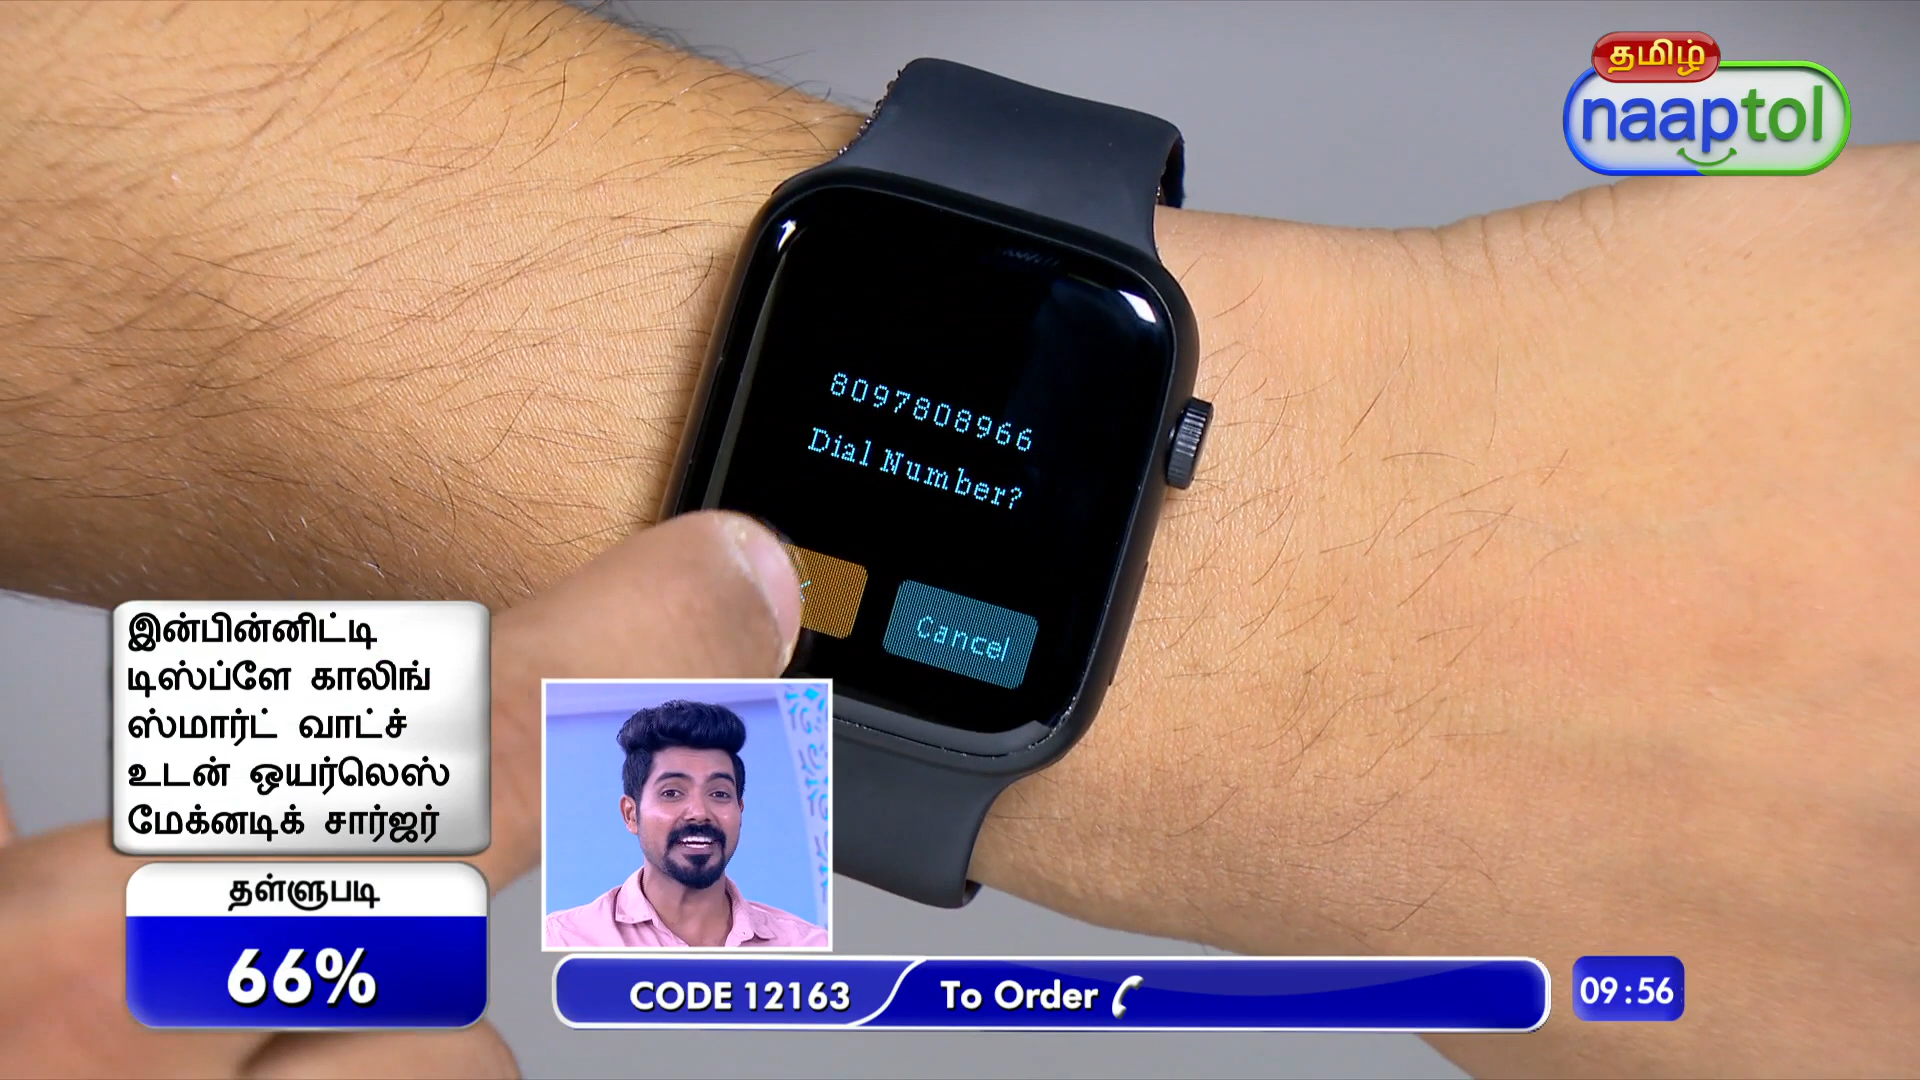 தமிழ்
naaptol
8097808966
Dial Number?
Cancel
இன்பின்னிட்டி
டிஸ்ப்ளே காலிங்
ஸ்மார்ட் வாட்ச்
உடன் ஒயர்லெஸ்
மேக்னடிக் சார்ஜர்
தள்ளுபடி
66%
CODE 12163 To Order
09:56